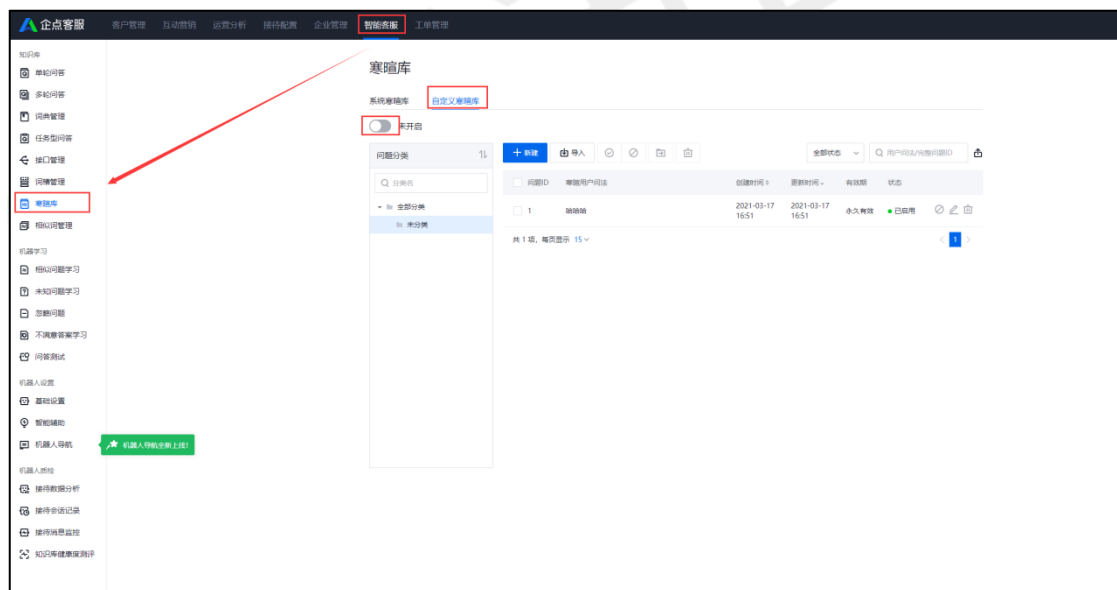 企点客服 客户管理 互动营销 运营分析 接待配置 企业管理 智能客服 工单管理
知识库
单轮问答
多轮问答
词典管理
任务型问答
接口管理
词槽管理
寒暄库
相似词管理
机器学习
相似问题学习
未知问题学习
忽略问题
不满意答案学习
问答测试
机器人设置
基础设置
智能辅助
机器人导航
机器人导航全新上线!
机器人质检
接待数据分析
接待会话记录
接待消息监控
知识库健康度测评
寒暄库
系统寒暄库 自定义寒暄库
未开启
问题分类
分类名
全部分类
未分类
新建 导入 全部状态 用户问法/完整问题ID
问题ID 寒暄用户问法 创建时间 更新时间 有效期 状态
1 哈哈哈 2021-03-17 16:51 2021-03-17 16:51 永久有效 已启用
共 1 项，每页显示 15 1